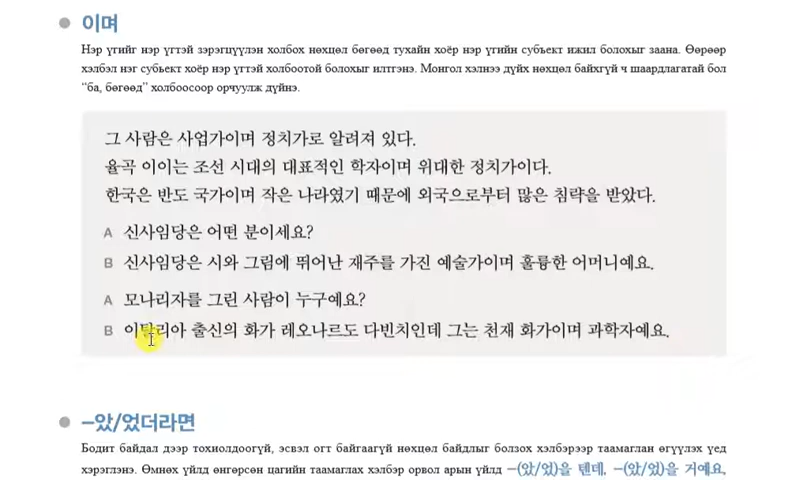 이며
Нэр үгийг нэр үгтэй зэрэгцүүлэн холбох нөхцөл бөгөөд тухайн хоёр нэр үгийн субъект ижил болохыг заана. Өөрөөр
хэлбэл нэг субъект хоёр нэр үгтэй холбоотой болохыг илтгэнэ. Монгол хэлнээ дүйх нөхцөл байхгүй ч шаардлагатай бол
“ба, бөгөөд” холбоосоор орчуулж дүйнэ.
그 사람은 사업가이며 정치가로 알려져 있다.
율곡 이이는 조선 시대의 대표적인 학자이며 위대한 정치가이다.
한국은 반도 국가이며 작은 나라였기 때문에 외국으로부터 많은 침략을 받았다.
A 신사임당은 어떤 분이세요?
B 신사임당은 시와 그림에 뛰어난 재주를 가진 예술가이며 훌륭한 어머니예요.
A 모나리자를 그린 사람이 누구예요?
B 이탈리아 출신의 화가 레오나르도 다빈치인데 그는 천재 화가이며 과학자예요.
–았/었더라면
Бодит байдал дээр тохиолдоогүй, эсвэл огт байгаагүй нөхцөл байдлыг болзох хэлбэрээр таамаглан өгүүлэх үед
хэрэглэнэ. Өмнөх үйлд өнгөрсөн цагийн таамаглах хэлбэр орвол арын үйлд –(았/었)을 텐데, –(았/었)을 거예요,